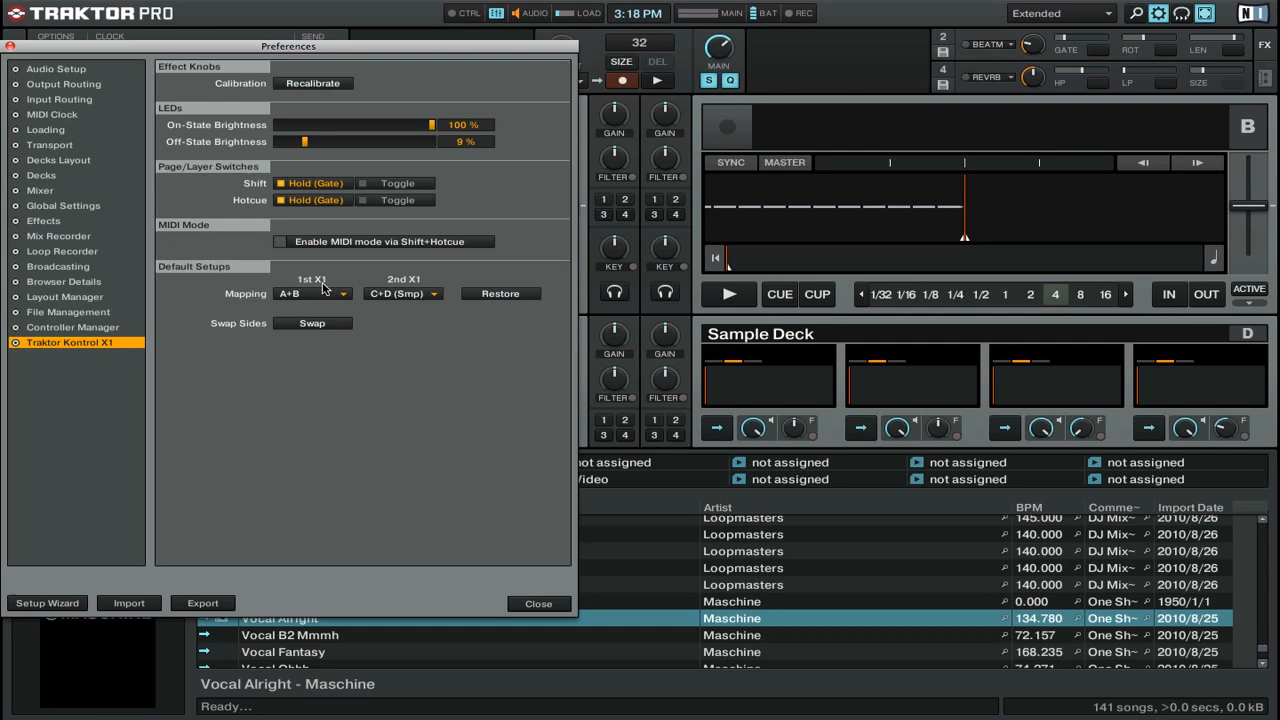 TRAKTOR PRO
CTRL AUDIO LOAD 3:18 PM MAIN BAT REC Extended
OPTIONS CLOCK SEND
Preferences
Audio Setup
Output Routing
Input Routing
MIDI Clock
Loading
Transport
Decks Layout
Decks
Mixer
Global Settings
Effects
Mix Recorder
Loop Recorder
Broadcasting
Browser Details
Layout Manager
File Management
Controller Manager
Traktor Kontrol X1
Effect Knobs
Calibration Recalibrate
LEDs
On-State Brightness 100 %
Off-State Brightness 9 %
Page/Layer Switches
Shift Hold (Gate) Toggle
Hotcue Hold (Gate) Toggle
MIDI Mode
Enable MIDI mode via Shift+Hotcue
Default Setups
1st X1 2nd X1
Mapping A+B C+D (Smp) Restore
Swap Sides Swap
Setup Wizard Import Export Close
32
SIZE DEL
MAIN
S Q
2 BEATM GATE ROT LEN FX
4 REVRB HP LP SIZE
GAIN GAIN
FILTER FILTER
1 2 1 2
3 4 3 4
KEY KEY
B
SYNC MASTER
CUE CUP 1/32 1/16 1/8 1/4 1/2 1 2 4 8 16 IN OUT ACTIVE
GAIN GAIN
FILTER FILTER
1 2 1 2
3 4 3 4
Sample Deck D
F F F F
not assigned not assigned not assigned not assigned
Video not assigned not assigned not assigned
Artist BPM Comme~ Import Date
Loopmasters 145.000 DJ Mix~ 2010/8/26
Loopmasters 140.000 DJ Mix~ 2010/8/26
Loopmasters 140.000 DJ Mix~ 2010/8/26
Loopmasters 140.000 DJ Mix~ 2010/8/26
Loopmasters 140.000 DJ Mix~ 2010/8/26
Maschine 0.000 One Sh~ 1950/1/1
Vocal Alright Maschine 134.780 One Sh~ 2010/8/25
Vocal B2 Mmmh Maschine 72.157 One Sh~ 2010/8/25
Vocal Fantasy Maschine 168.235 One Sh~ 2010/8/25
Vocal Ohhh Maschine 74.271 One Sh~ 2010/8/25
Vocal Alright - Maschine
Ready... 141 songs, >0.0 secs, 0.0 kB